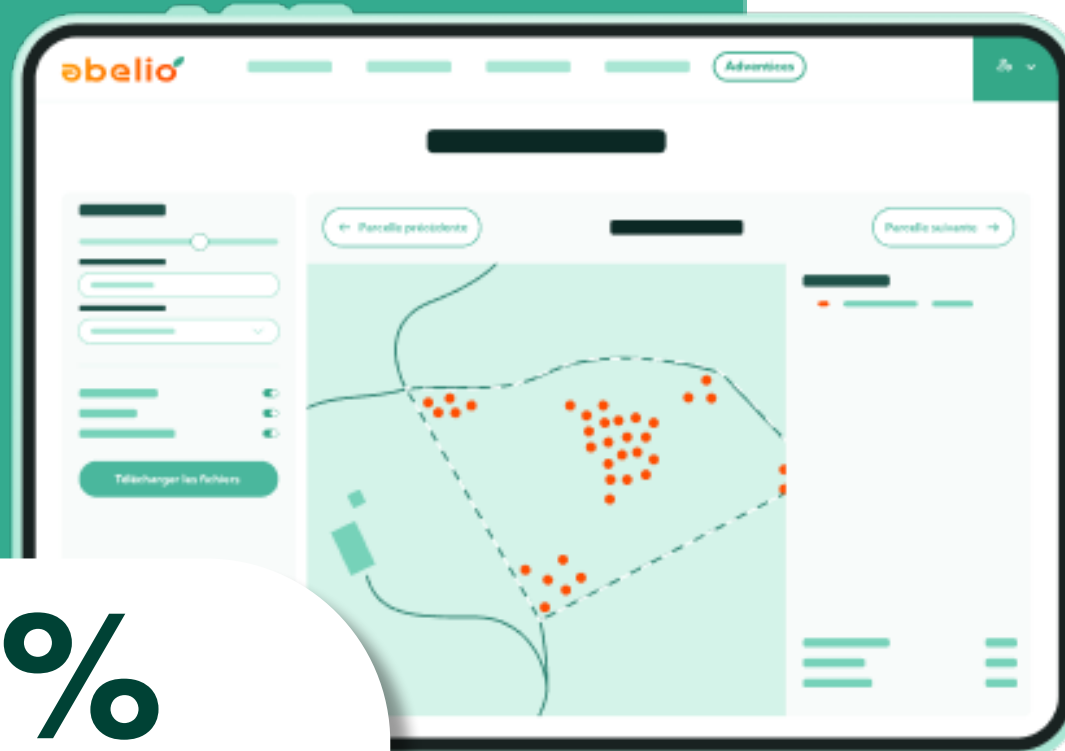 abelio
Adventices
← Parcelle précédente
Parcelle suivante →
Télécharger les fichiers
%